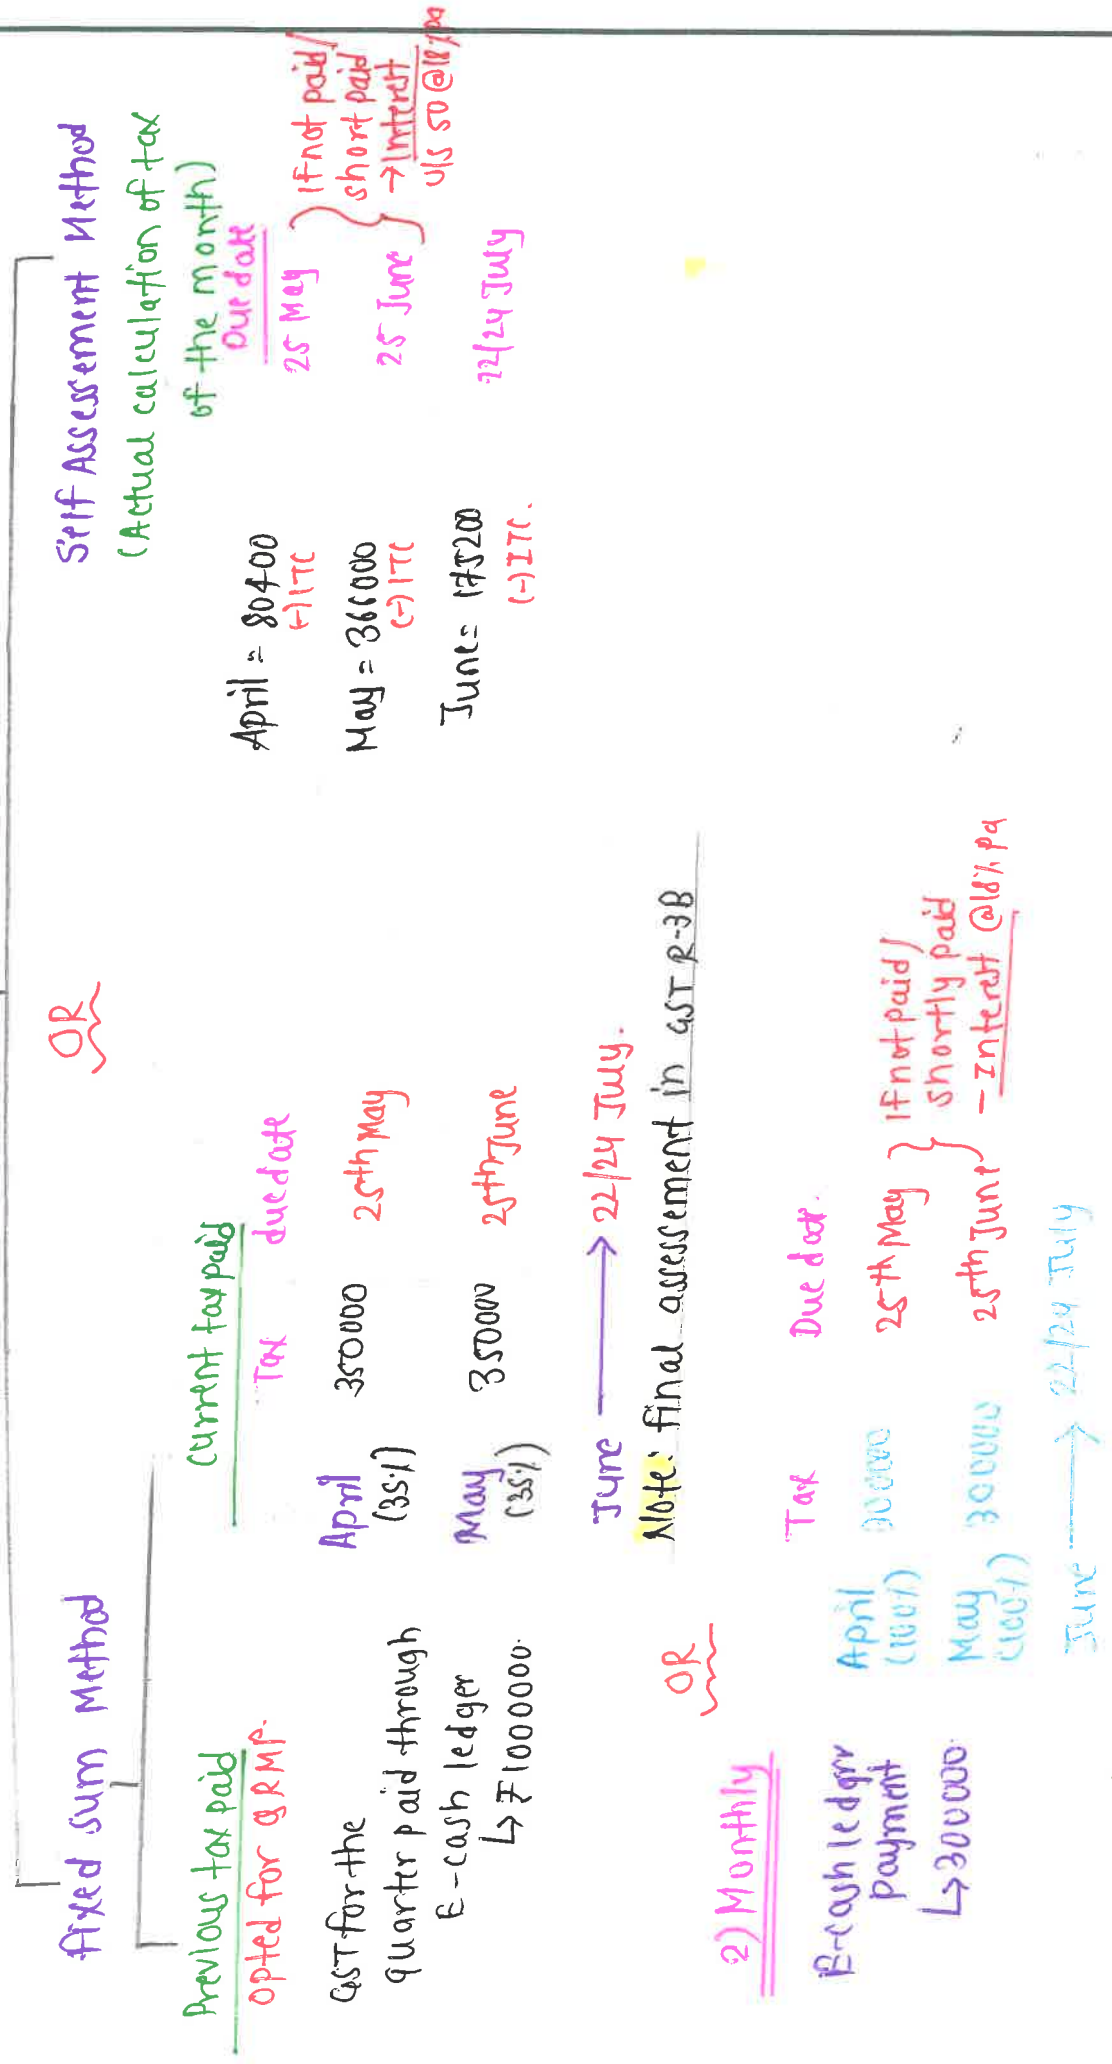 Fixed sum Method
OR
Self Assessment Method
(Actual calculation of tax
of the month)
Previous tax paid
opted for QRMP.
GST for the
quarter paid through
E-cash ledger
↳ ₹1000000.
Current tax paid
Tax due date
April 350000 25th May
(35%)
May 350000 25th June
(35%)
June → 22/24 July.
Note: final assessement in GST R-3B
Due date
April = 80400 25 May
(-) ITC
May = 366000 25 June
(-) ITC
June = 175200 22/24 July
(-) ITC.
If not paid/
short paid
→ Interest
u/s 50 @18% pa
OR
2) Monthly
E-cash ledger
Payment
↳ 300000.
Tax Due date.
April 300000 25th May
(100%)
May 300000 25th June
(100%)
June → 22/24 July
If not paid/
shortly paid
- Interest @18% pa